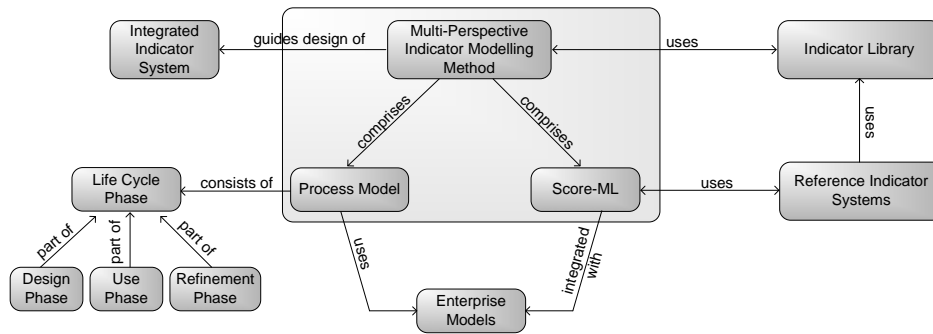 Integrated
Indicator
System
guides design of
Multi-Perspective
Indicator Modelling
Method
uses
Indicator Library
comprises
comprises
uses
Life Cycle
Phase
consists of
Process Model
Score-ML
uses
Reference Indicator
Systems
part of
part of
part of
uses
integrated
with
Design
Phase
Use
Phase
Refinement
Phase
Enterprise
Models